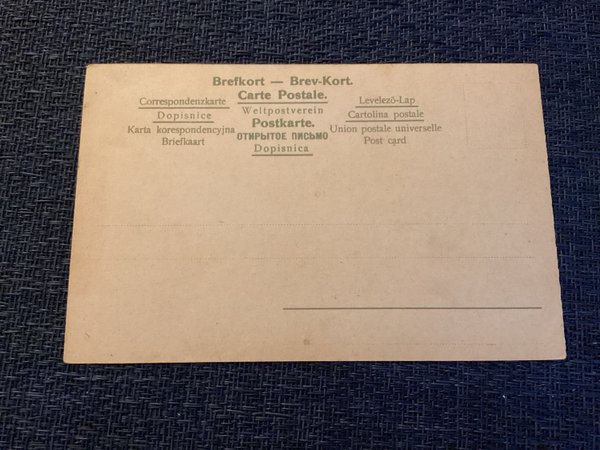 Brefkort — Brev-Kort.
Carte Postale.
Correspondenzkarte
Dopisnice
Karta korespondencyjna
Briefkaart
Weltpostverein
Postkarte.
ОТКРЫТОЕ ПИСЬМО
Dopisnica
Levelező-Lap
Cartolina postale
Union postale universelle
Post card